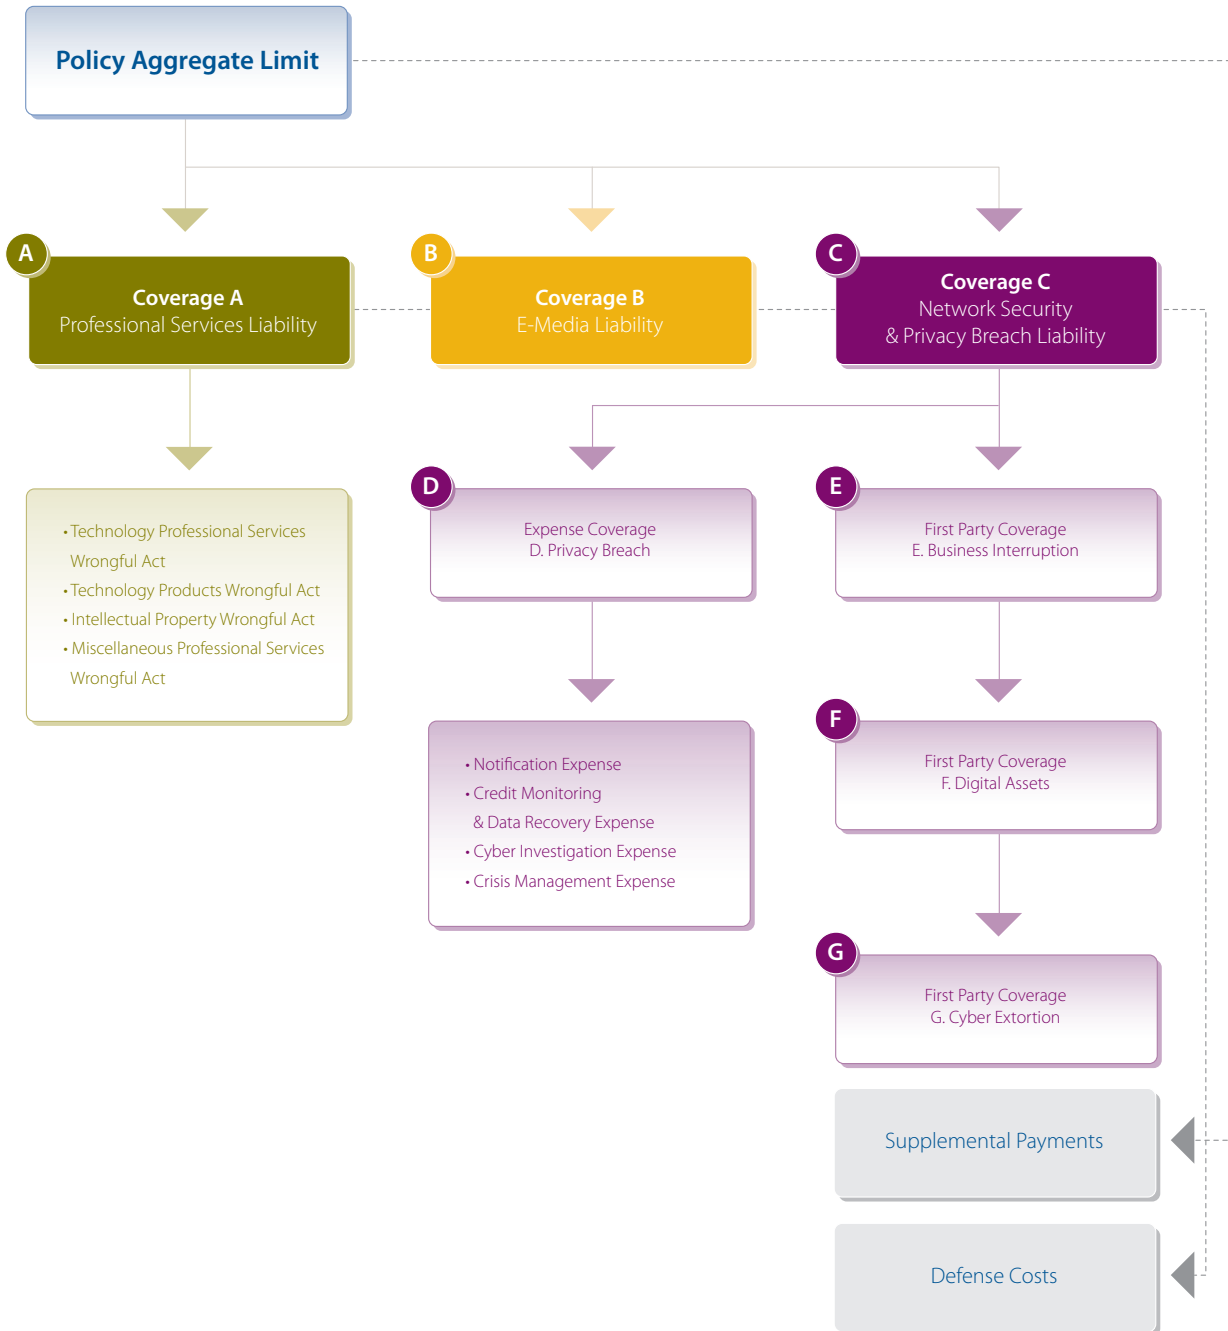 Policy Aggregate Limit
A
Coverage A
Professional Services Liability
B
Coverage B
E-Media Liability
C
Coverage C
Network Security
& Privacy Breach Liability
• Technology Professional Services
Wrongful Act
• Technology Products Wrongful Act
• Intellectual Property Wrongful Act
• Miscellaneous Professional Services
Wrongful Act
D
Expense Coverage
D. Privacy Breach
E
First Party Coverage
E. Business Interruption
• Notification Expense
• Credit Monitoring
& Data Recovery Expense
• Cyber Investigation Expense
• Crisis Management Expense
F
First Party Coverage
F. Digital Assets
G
First Party Coverage
G. Cyber Extortion
Supplemental Payments
Defense Costs